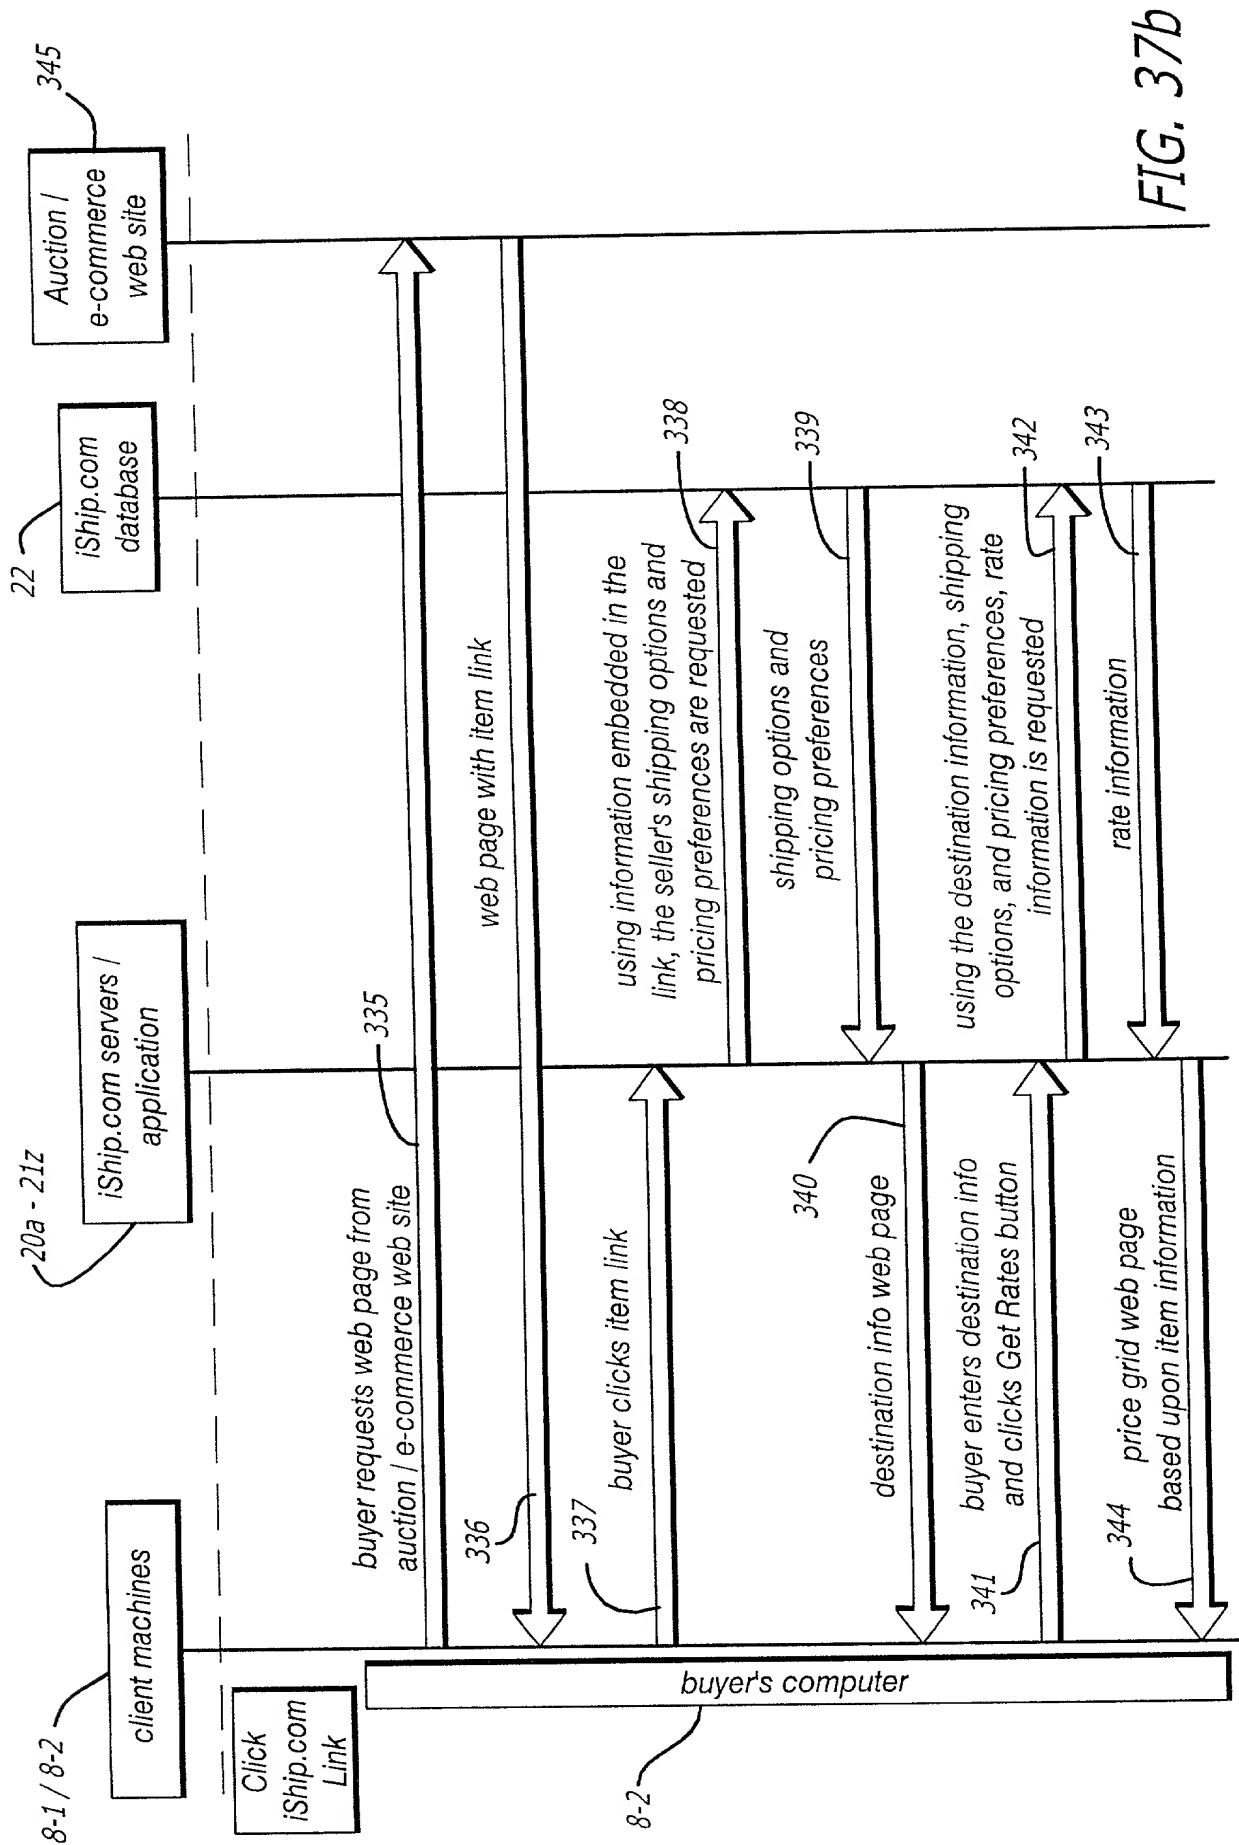 8-1 / 8-2
client machines
20a - 21z
iShip.com servers /
application
22
iShip.com
database
345
Auction /
e-commerce
web site
Click
iShip.com
Link
buyer's computer
8-2
buyer requests web page from
auction / e-commerce web site
335
336
web page with item link
337
buyer clicks item link
using information embedded in the
link, the seller's shipping options and
pricing preferences are requested
338
shipping options and
pricing preferences
339
destination info web page
340
341
buyer enters destination info
and clicks Get Rates button
using the destination information, shipping
options, and pricing preferences, rate
information is requested
342
rate information
343
344
price grid web page
based upon item information
FIG. 37b